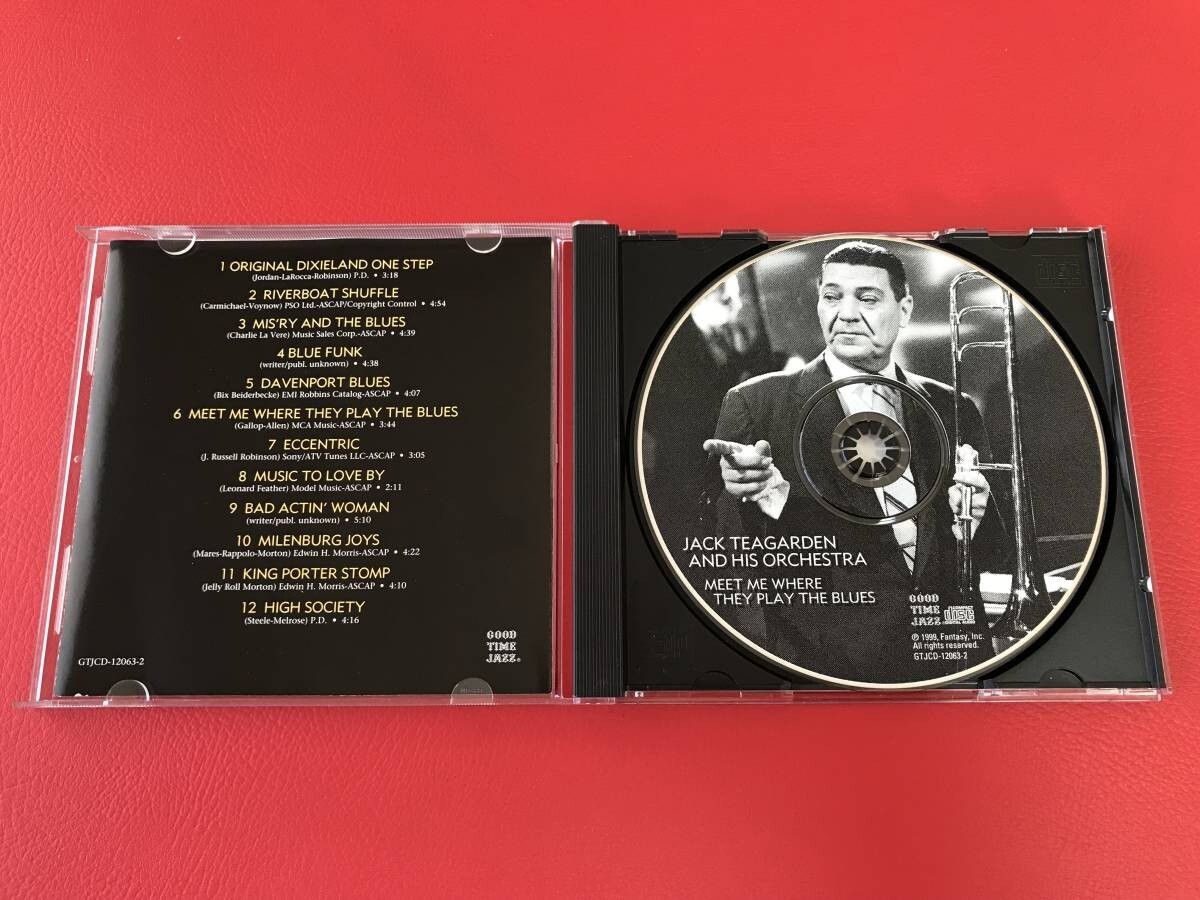 1 ORIGINAL DIXIELAND ONE STEP
(Jordan-LaRocca-Robinson) P.D. • 3:18
2 RIVERBOAT SHUFFLE
(Carmichael-Voynow) PSO Ltd.-ASCAP/Copyright Control • 4:54
3 MIS'RY AND THE BLUES
(Charlie La Vere) Music Sales Corp.-ASCAP • 4:39
4 BLUE FUNK
(writer/publ. unknown) • 4:38
5 DAVENPORT BLUES
(Bix Beiderbecke) EMI Robbins Catalog-ASCAP • 4:07
6 MEET ME WHERE THEY PLAY THE BLUES
(Gallop-Allen) MCA Music-ASCAP • 3:44
7 ECCENTRIC
(J. Russell Robinson) Sony/ATV Tunes LLC-ASCAP • 3:05
8 MUSIC TO LOVE BY
(Leonard Feather) Model Music-ASCAP • 2:11
9 BAD ACTIN' WOMAN
(writer/publ. unknown) • 5:10
10 MILENBURG JOYS
(Mares-Rappolo-Morton) Edwin H. Morris-ASCAP • 4:22
11 KING PORTER STOMP
(Jelly Roll Morton) Edwin H. Morris-ASCAP • 4:10
12 HIGH SOCIETY
(Steele-Melrose) P.D. • 4:16
GTJCD-12063-2
GOOD
TIME
JAZZ®
JACK TEAGARDEN
AND HIS ORCHESTRA
MEET ME WHERE
THEY PLAY THE BLUES
GOOD
TIME
JAZZ®
COMPACT
disc
DIGITAL AUDIO
℗ 1999, Fantasy, Inc.
All rights reserved.
GTJCD-12063-2